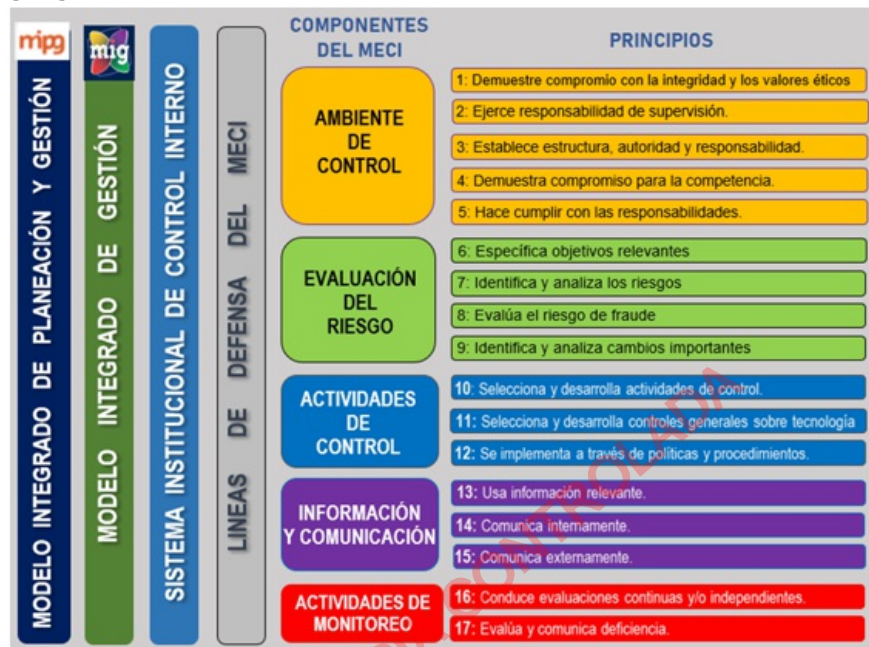 mipg
mig
MODELO INTEGRADO DE PLANEACIÓN Y GESTIÓN
MODELO INTEGRADO DE GESTIÓN
SISTEMA INSTITUCIONAL DE CONTROL INTERNO
LINEAS DE DEFENSA DEL MECI
COMPONENTES
DEL MECI
PRINCIPIOS
AMBIENTE
DE
CONTROL
1: Demuestre compromio con la integridad y los valores éticos
2: Ejerce responsabilidad de supervisión.
3: Establece estructura, autoridad y responsabilidad.
4: Demuestra compromiso para la competencia.
5: Hace cumplir con las responsabilidades.
EVALUACIÓN
DEL
RIESGO
6: Específica objetivos relevantes
7: Identifica y analiza los riesgos
8: Evalúa el riesgo de fraude
9: Identifica y analiza cambios importantes
ACTIVIDADES
DE
CONTROL
10: Selecciona y desarrolla actividades de control.
11: Selecciona y desarrolla controles generales sobre tecnología
12: Se implementa a través de políticas y procedimientos.
INFORMACIÓN
Y COMUNICACIÓN
13: Usa información relevante.
14: Comunica internamente.
15: Comunica externamente.
ACTIVIDADES DE
MONITOREO
16: Conduce evaluaciones continuas y/o independientes.
17: Evalúa y comunica deficiencia.
CONTROLADA